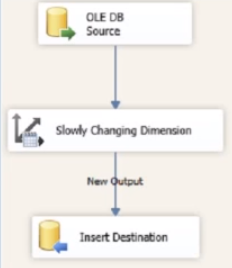 OLE DB
Source
Slowly Changing Dimension
New Output
Insert Destination